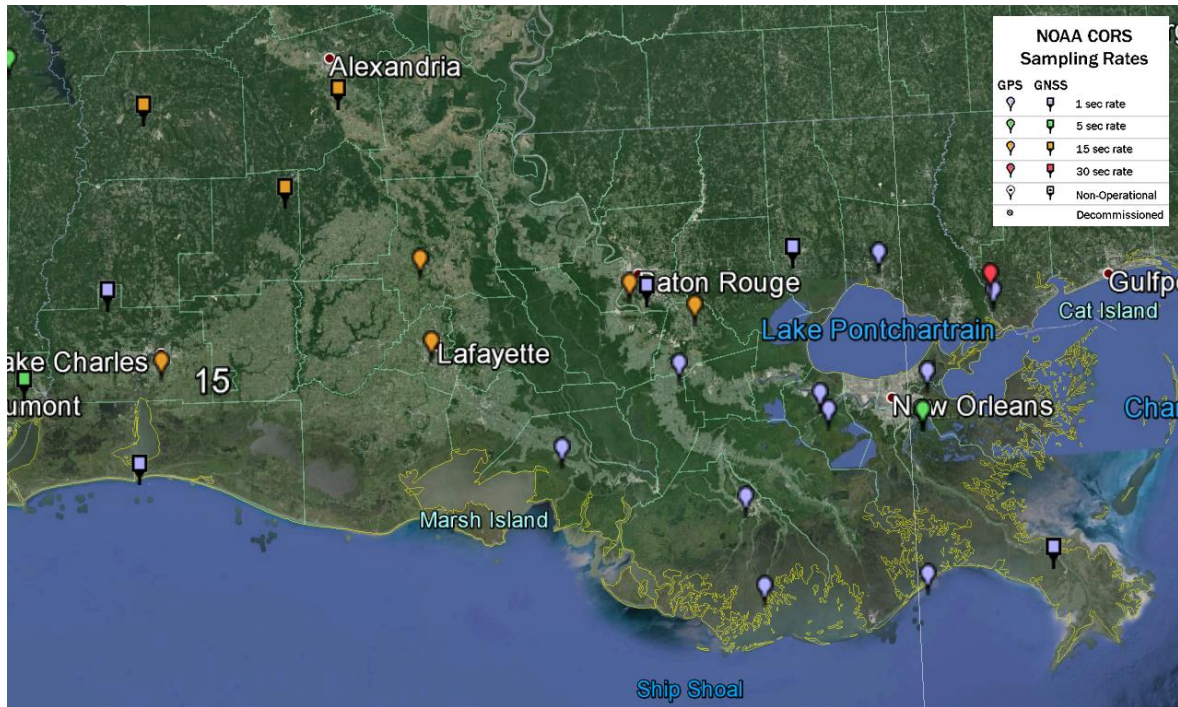 NOAA CORS
Sampling Rates
GPS GNSS
1 sec rate
5 sec rate
15 sec rate
30 sec rate
Non-Operational
Decommissioned
Alexandria
Baton Rouge
Gulfp
Cat Island
Lake Pontchartrain
ake Charles
Lafayette
15
umont
New Orleans
Char
Marsh Island
Ship Shoal